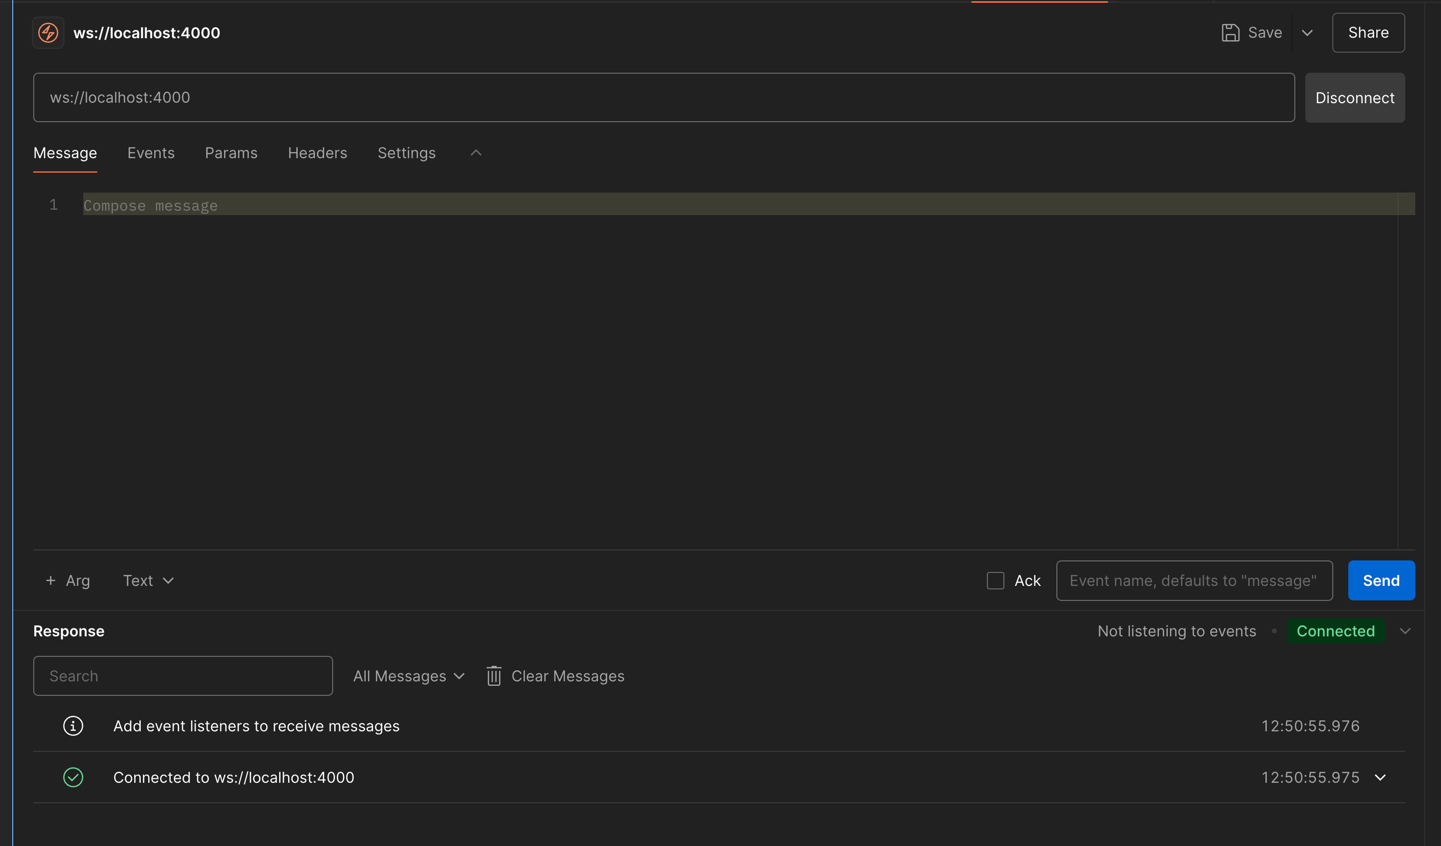 ws://localhost:4000 Save Share
ws://localhost:4000 Disconnect
Message Events Params Headers Settings
1 Compose message
+ Arg Text Ack Event name, defaults to "message" Send
Response Not listening to events • Connected
Search All Messages Clear Messages
Add event listeners to receive messages 12:50:55.976
Connected to ws://localhost:4000 12:50:55.975